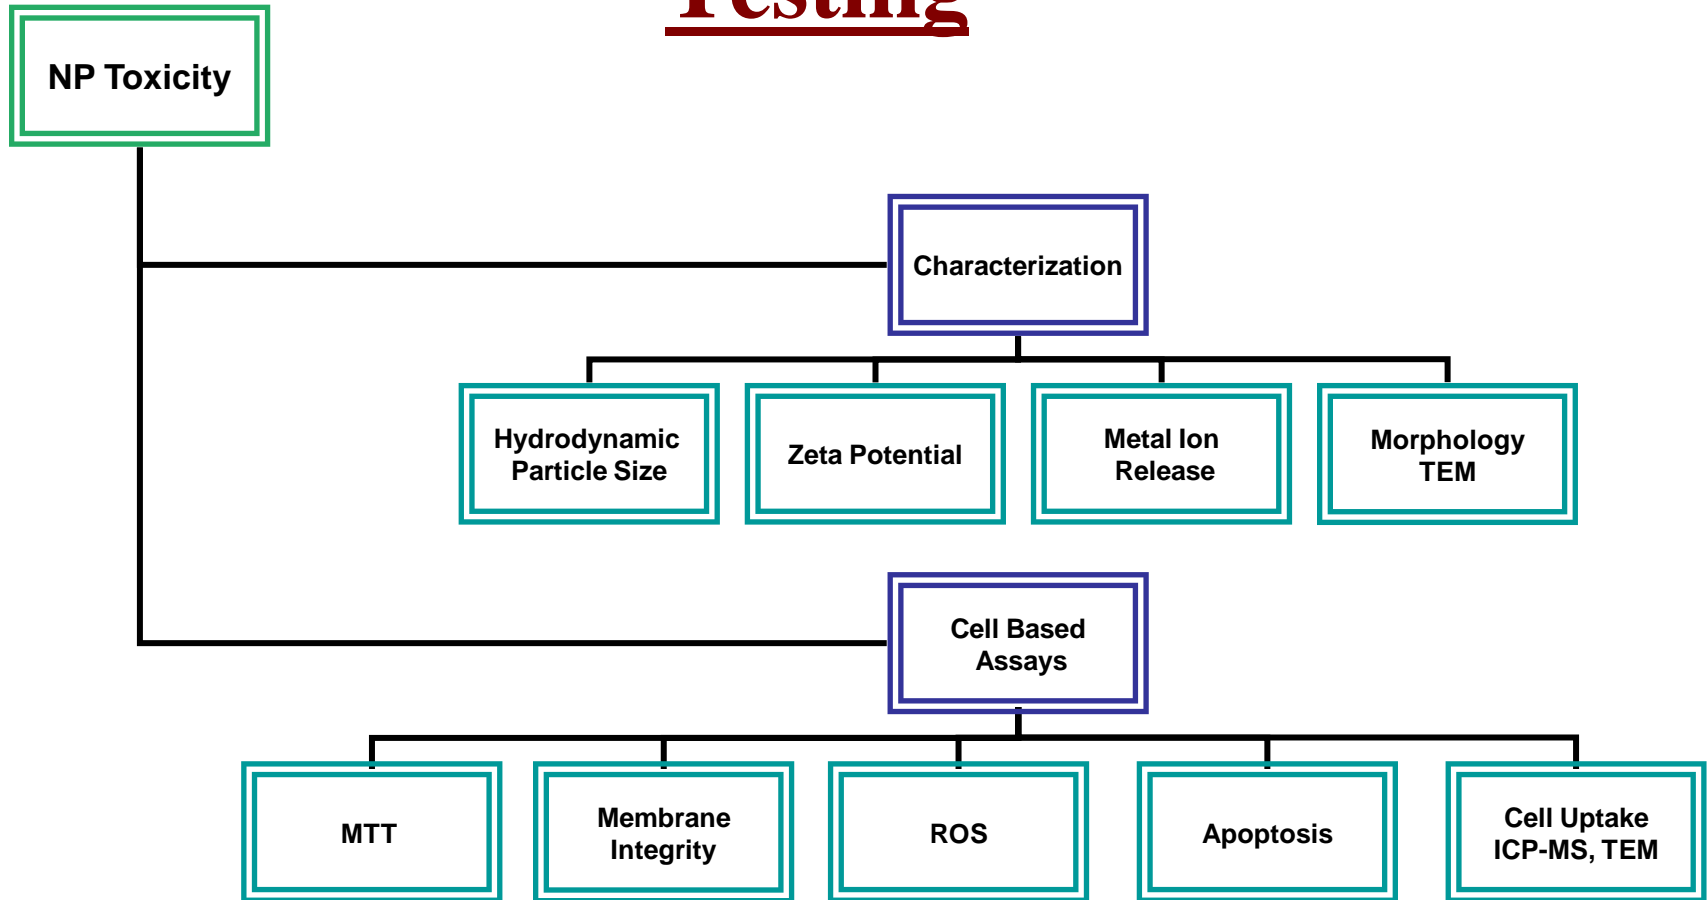 Testing
NP Toxicity
Characterization
Hydrodynamic
Particle Size
Zeta Potential
Metal Ion
Release
Morphology
TEM
Cell Based
Assays
MTT
Membrane
Integrity
ROS
Apoptosis
Cell Uptake
ICP-MS, TEM